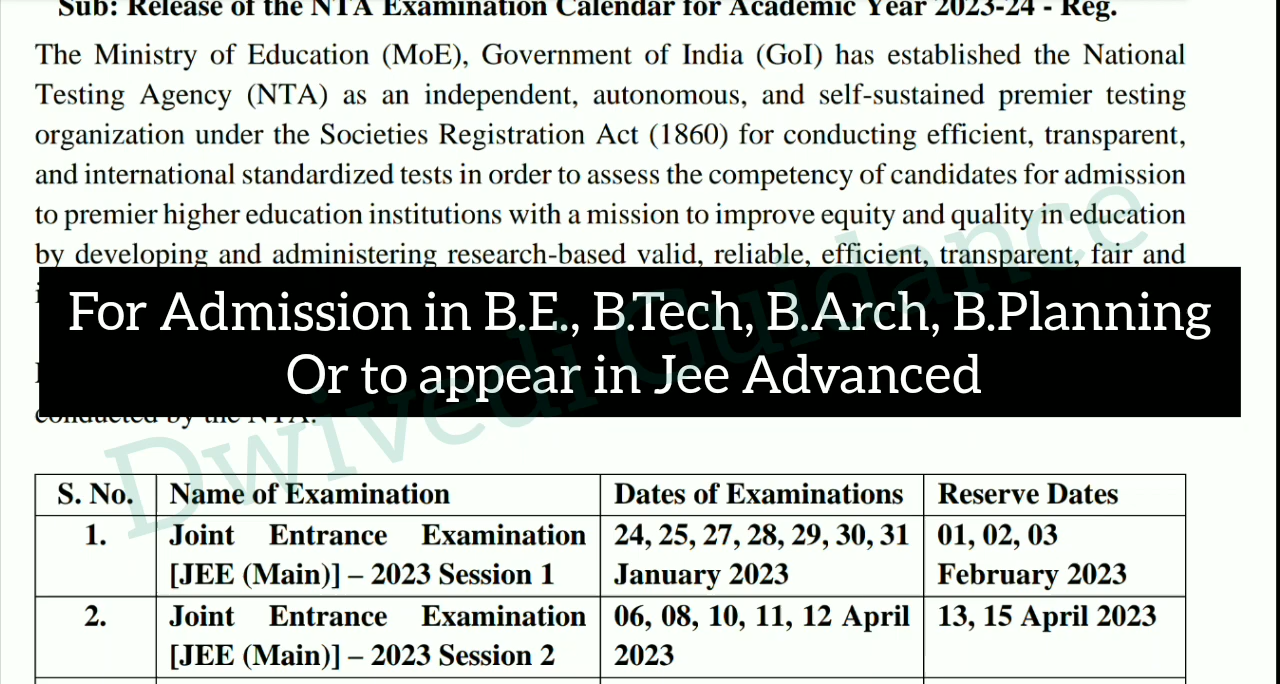 Sub: Release of the NTA Examination Calendar for Academic Year 2023-24 - Reg.
The Ministry of Education (MoE), Government of India (GoI) has established the National
Testing Agency (NTA) as an independent, autonomous, and self-sustained premier testing
organization under the Societies Registration Act (1860) for conducting efficient, transparent,
and international standardized tests in order to assess the competency of candidates for admission
to premier higher education institutions with a mission to improve equity and quality in education
by developing and administering research-based valid, reliable, efficient, transparent, fair and
For Admission in B.E., B.Tech, B.Arch, B.Planning
Or to appear in Jee Advanced
conducted by the NTA.
Dwivedi Guidance
S. No. Name of Examination Dates of Examinations Reserve Dates
1. Joint Entrance Examination 24, 25, 27, 28, 29, 30, 31 01, 02, 03
[JEE (Main)] – 2023 Session 1 January 2023 February 2023
2. Joint Entrance Examination 06, 08, 10, 11, 12 April 13, 15 April 2023
[JEE (Main)] – 2023 Session 2 2023